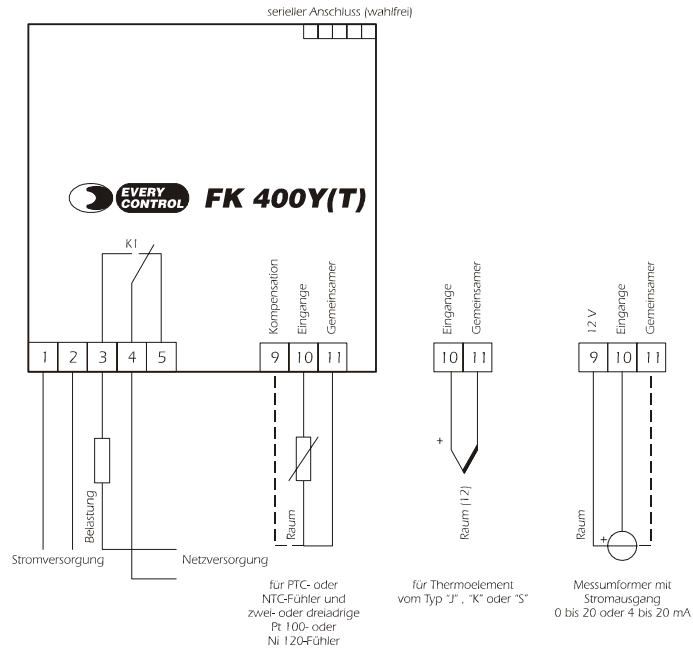 serieller Anschluss (wahlfrei)
EVERY
CONTROL
FK 400Y(T)
K1
Kompensation
Eingange
Gemeinsamer
Eingange
Gemeinsamer
12 V
Eingange
Gemeinsamer
1 2 3 4 5
9 10 11
10 11
9 10 11
+
Belastung
Raum
Raum (12)
Raum
+
Stromversorgung
Netzversorgung
für PTC- oder
NTC-Fühler und
zwei- oder dreiadrige
Pt 100- oder
Ni 120-Fühler
für Thermoelement
vom Typ "J" , "K" oder "S"
Messumformer mit
Stromausgang
0 bis 20 oder 4 bis 20 mA